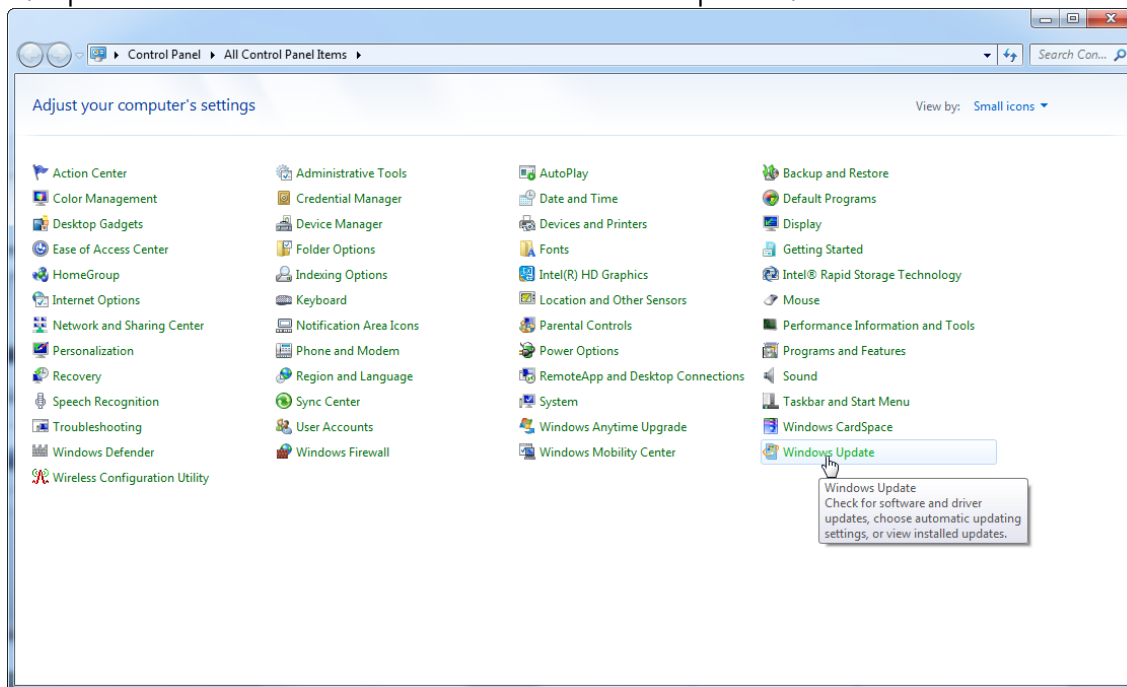 Control Panel All Control Panel Items Search Con...
Adjust your computer's settings View by: Small icons
Action Center Administrative Tools AutoPlay Backup and Restore
Color Management Credential Manager Date and Time Default Programs
Desktop Gadgets Device Manager Devices and Printers Display
Ease of Access Center Folder Options Fonts Getting Started
HomeGroup Indexing Options Intel(R) HD Graphics Intel® Rapid Storage Technology
Internet Options Keyboard Location and Other Sensors Mouse
Network and Sharing Center Notification Area Icons Parental Controls Performance Information and Tools
Personalization Phone and Modem Power Options Programs and Features
Recovery Region and Language RemoteApp and Desktop Connections Sound
Speech Recognition Sync Center System Taskbar and Start Menu
Troubleshooting User Accounts Windows Anytime Upgrade Windows CardSpace
Windows Defender Windows Firewall Windows Mobility Center Windows Update
Wireless Configuration Utility
Windows Update
Check for software and driver
updates, choose automatic updating
settings, or view installed updates.